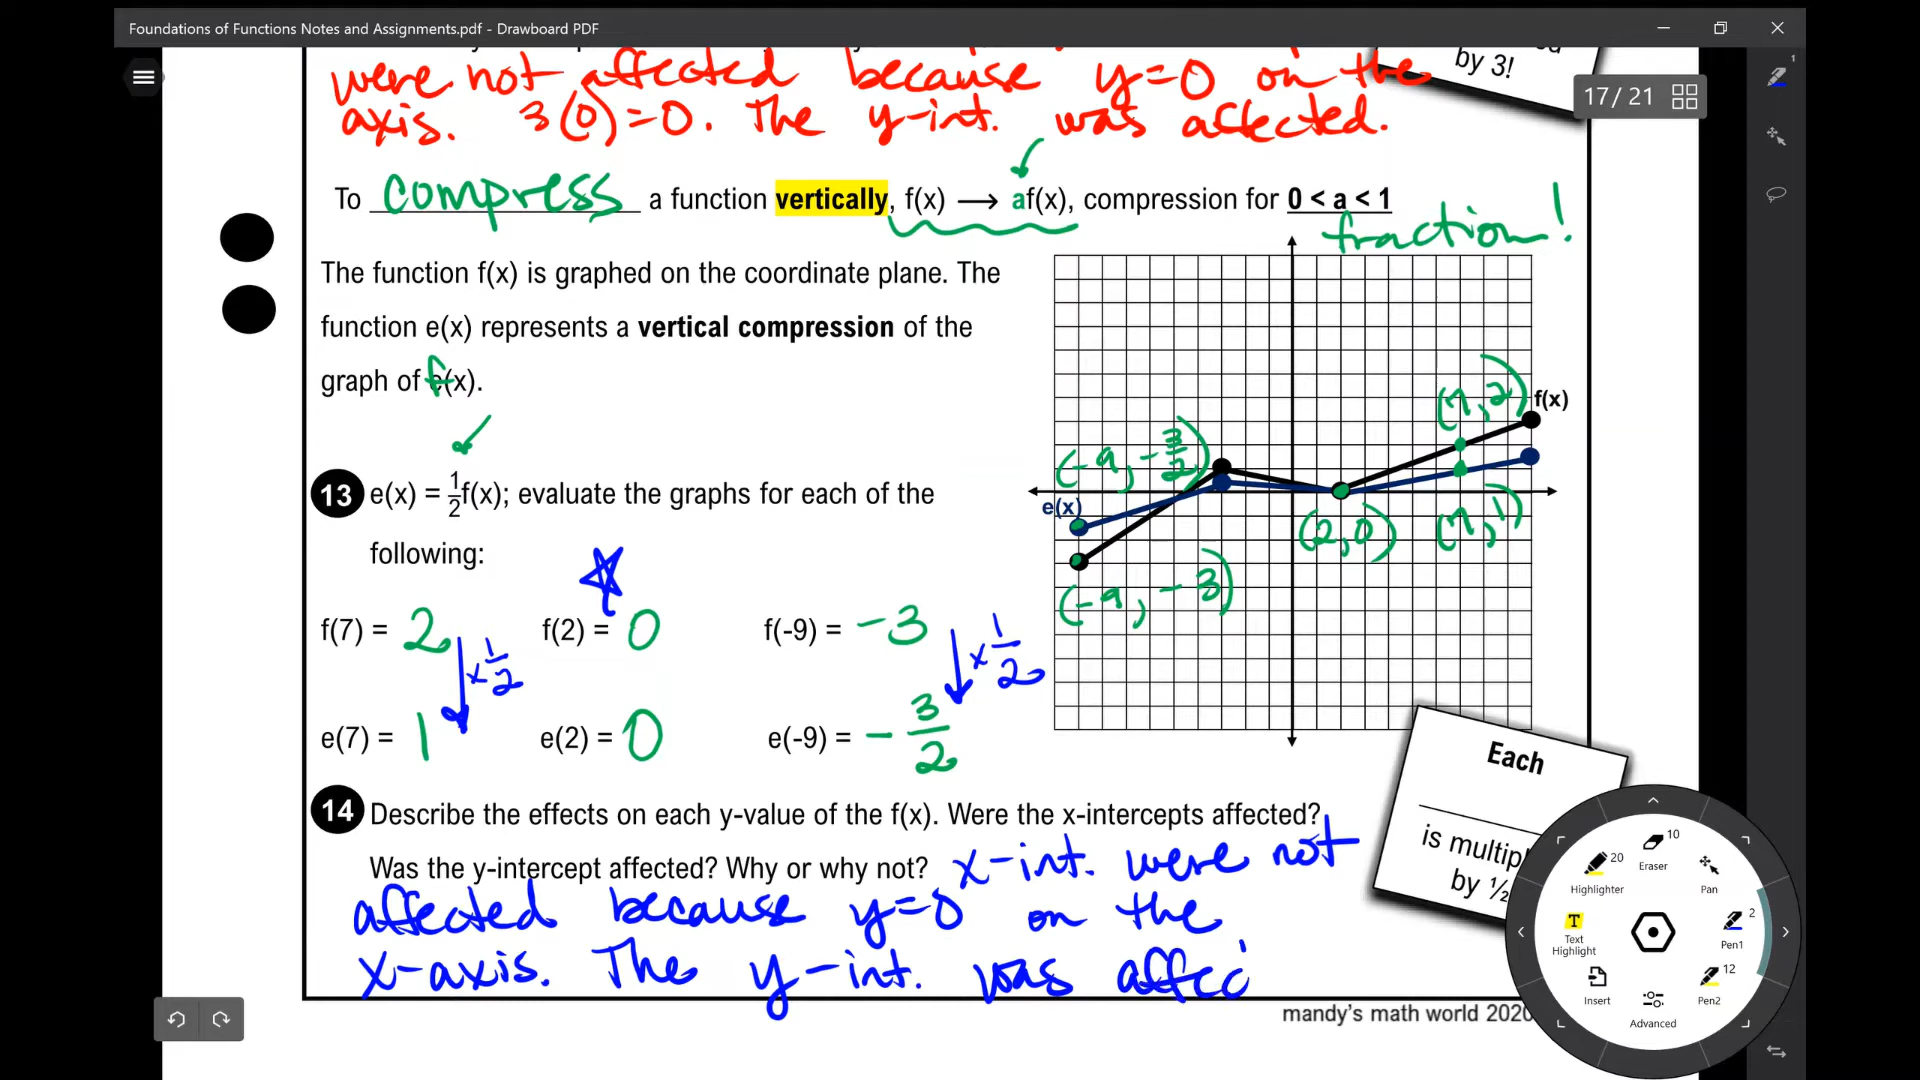 Foundations of Functions Notes and Assignments.pdf - Drawboard PDF
by 3!
17 / 21
were not affected because y=0 on the
axis. 3(0)=0. The y-int. was affected.
To compress a function vertically, f(x) → af(x), compression for 0 < a < 1
fraction!
The function f(x) is graphed on the coordinate plane. The
function e(x) represents a vertical compression of the
graph of f(x).
(7,2)
f(x)
(-9, -3/2)
e(x)
(2,0)
(7,1)
(-9, -3)
13 e(x) = 1/2f(x); evaluate the graphs for each of the
following:
f(7) = 2 f(2) = 0 f(-9) = -3
x 1/2 x 1/2
e(7) = 1 e(2) = 0 e(-9) = - 3/2
Each
is multip
by ½
14 Describe the effects on each y-value of the f(x). Were the x-intercepts affected?
Was the y-intercept affected? Why or why not? x-int. were not
affected because y=0 on the
x-axis. The y-int. was affec
mandy's math world 2020
10
Eraser
20
Highlighter
Pan
Text
Highlight
2
Pen1
Insert
12
Pen2
Advanced
1